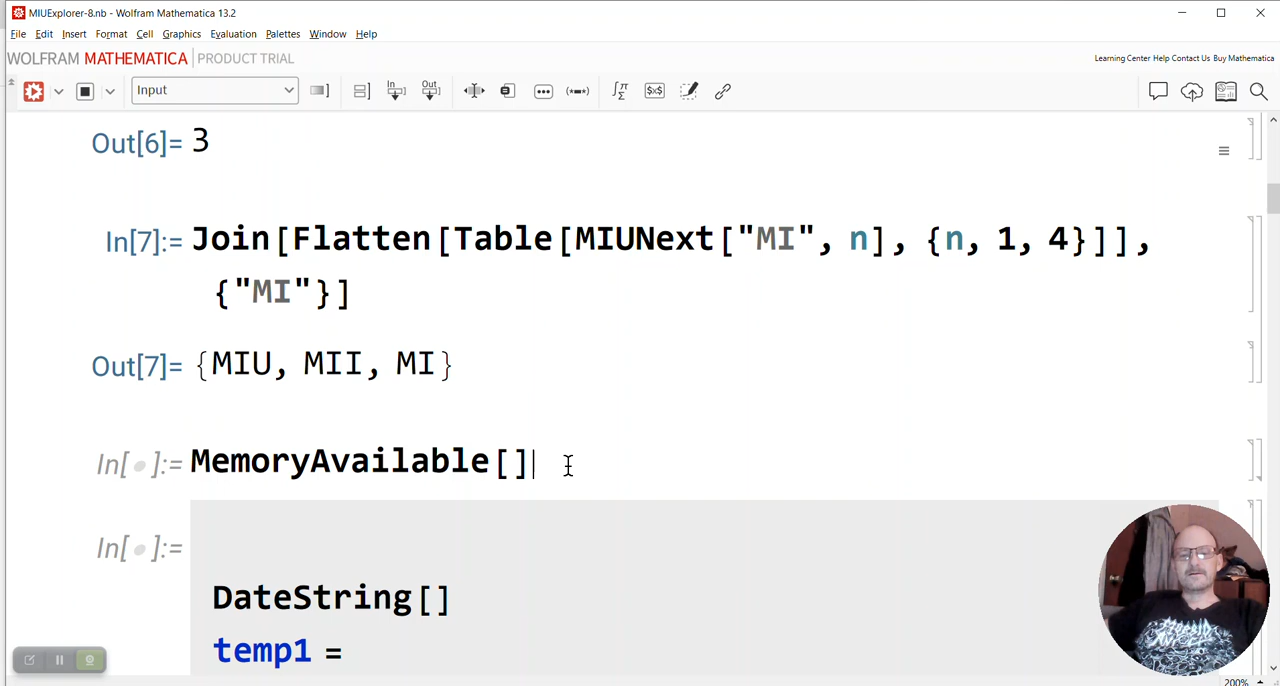 MIUExplorer-8.nb - Wolfram Mathematica 13.2
File Edit Insert Format Cell Graphics Evaluation Palettes Window Help
WOLFRAM MATHEMATICA | PRODUCT TRIAL
Learning Center Help Contact Us Buy Mathematica
Input
In[] Out[]
Out[6]= 3
In[7]:= Join[Flatten[Table[MIUNext["MI", n], {n, 1, 4}]],
{"MI"}]
Out[7]= {MIU, MII, MI}
In[ ]:= MemoryAvailable[]
In[ ]:=
DateString[]
temp1 =
200%